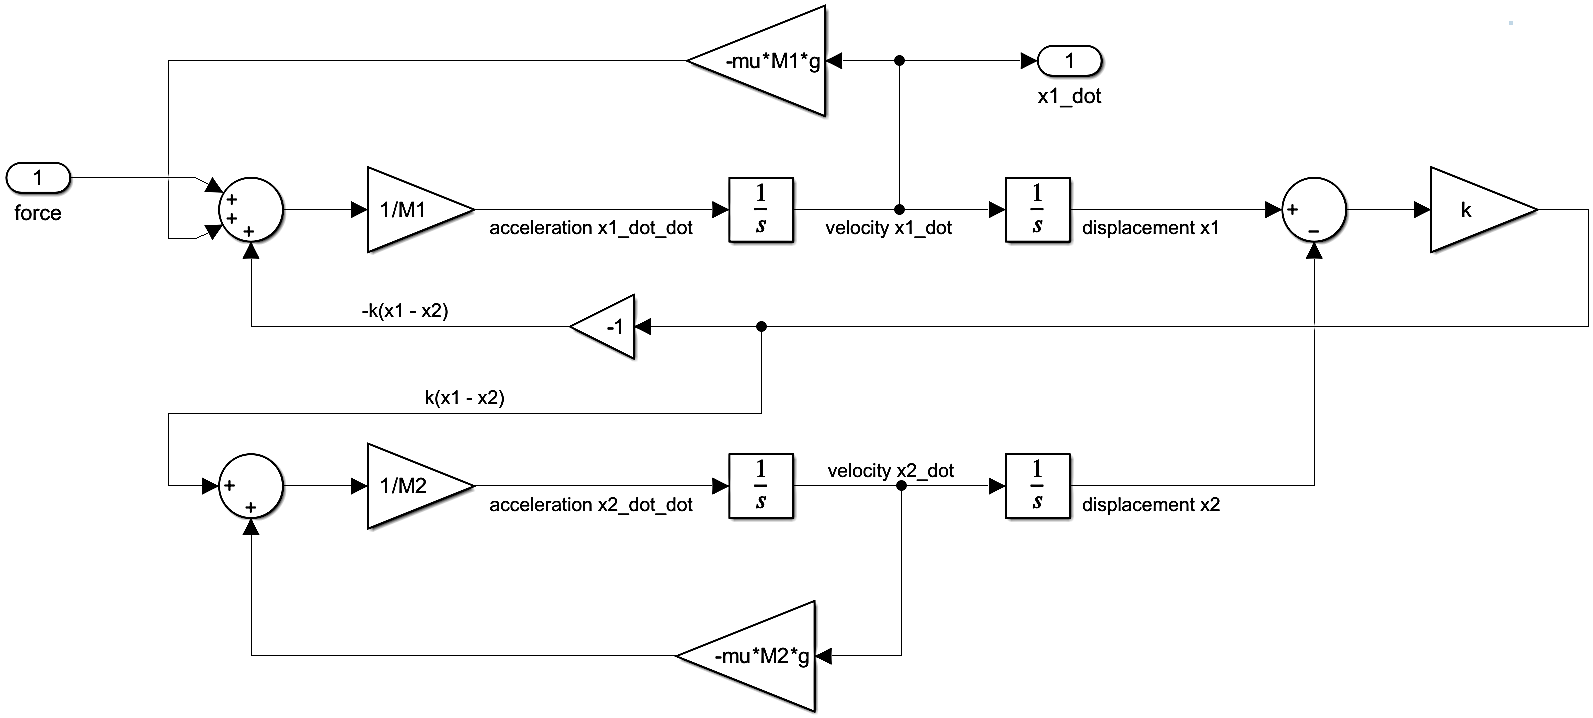 -mu*M1*g
1
x1_dot
1
force
+
+
+
1/M1
acceleration x1_dot_dot
1
s
velocity x1_dot
1
s
displacement x1
+
−
k
-k(x1 - x2)
-1
k(x1 - x2)
+
+
1/M2
acceleration x2_dot_dot
1
s
velocity x2_dot
1
s
displacement x2
-mu*M2*g